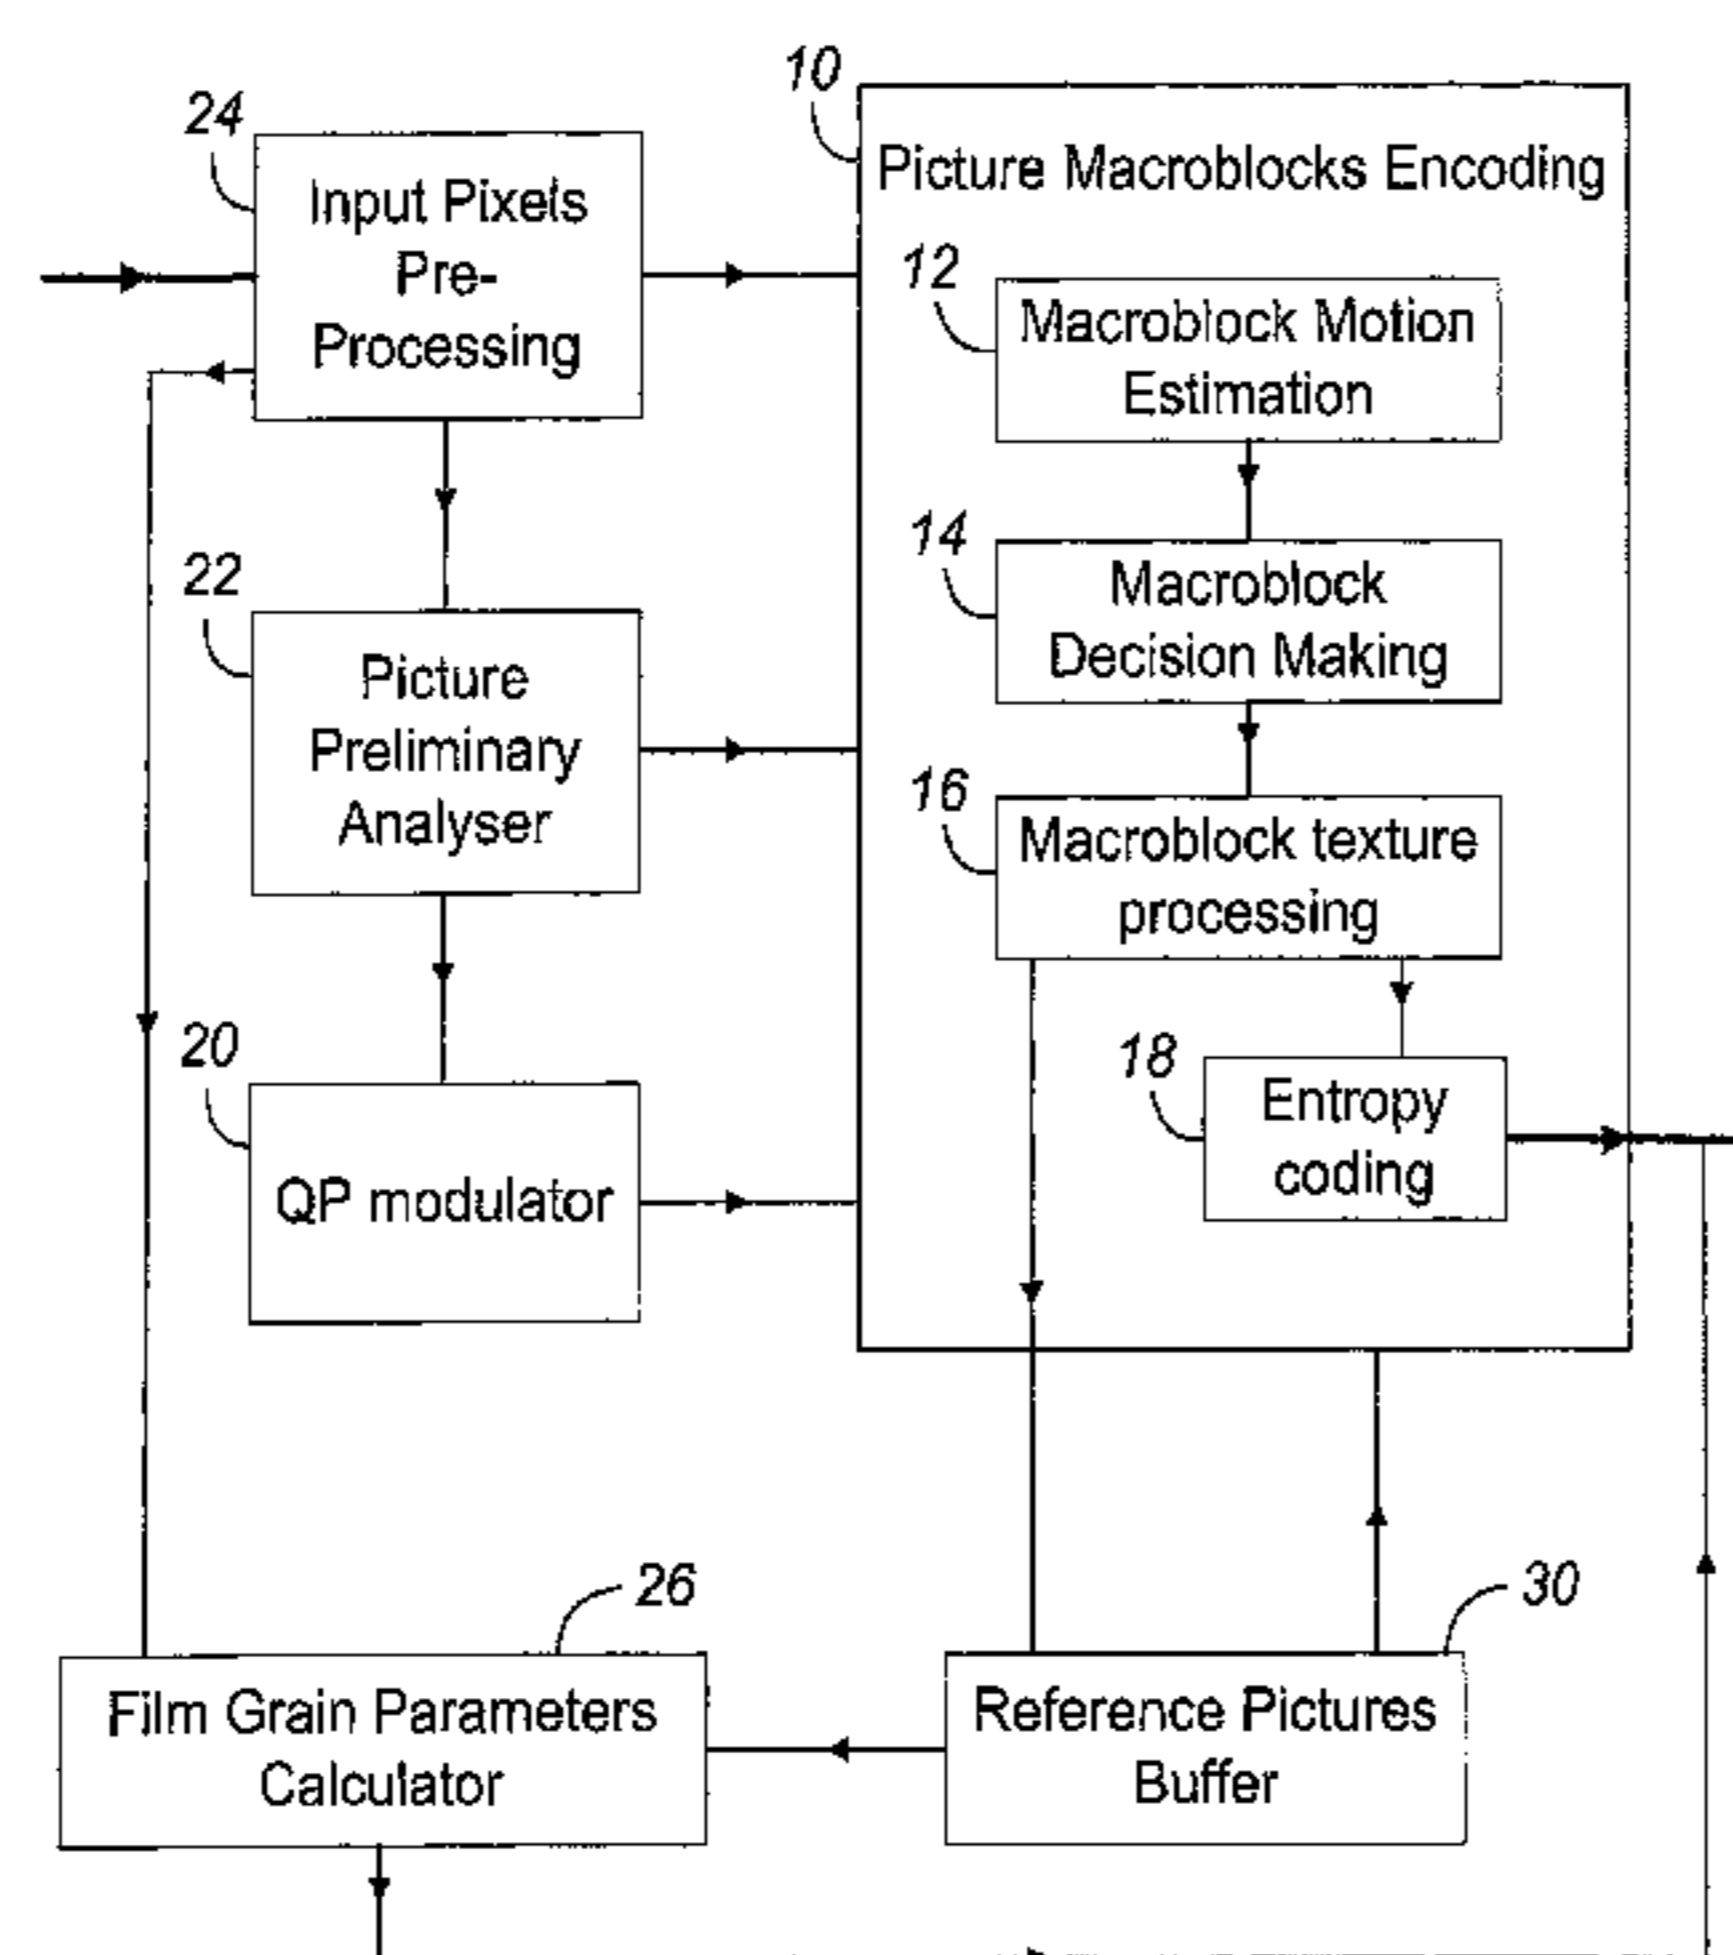 10
24
Picture Macroblocks Encoding
Input Pixels
Pre-
Processing
12
Macroblock Motion
Estimation
14
Macroblock
Decision Making
22
Picture
Preliminary
Analyser
16
Macroblock texture
processing
20
QP modulator
18
Entropy
coding
26
Film Grain Parameters
Calculator
30
Reference Pictures
Buffer